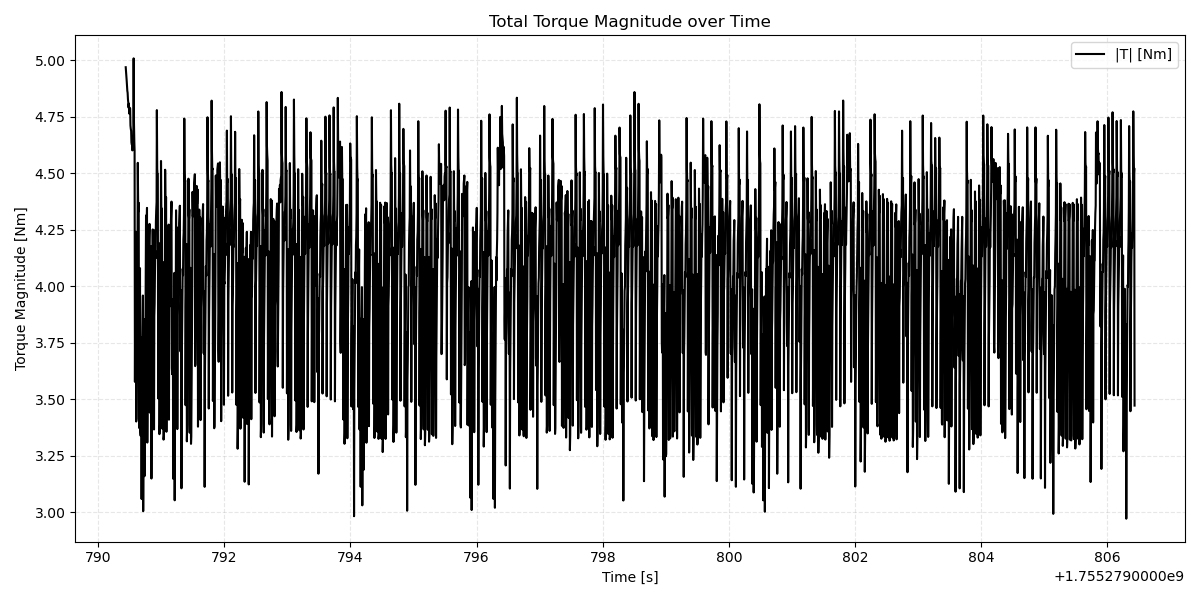 Total Torque Magnitude over Time
|T| [Nm]
Torque Magnitude [Nm]
5.00
4.75
4.50
4.25
4.00
3.75
3.50
3.25
3.00
790 792 794 796 798 800 802 804 806
Time [s]
+1.7552790000e9